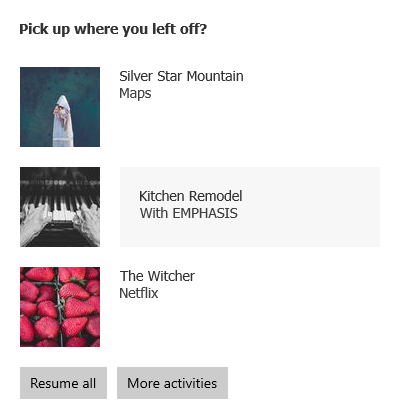 Pick up where you left off?
Silver Star Mountain
Maps
Kitchen Remodel
With EMPHASIS
The Witcher
Netflix
Resume all
More activities